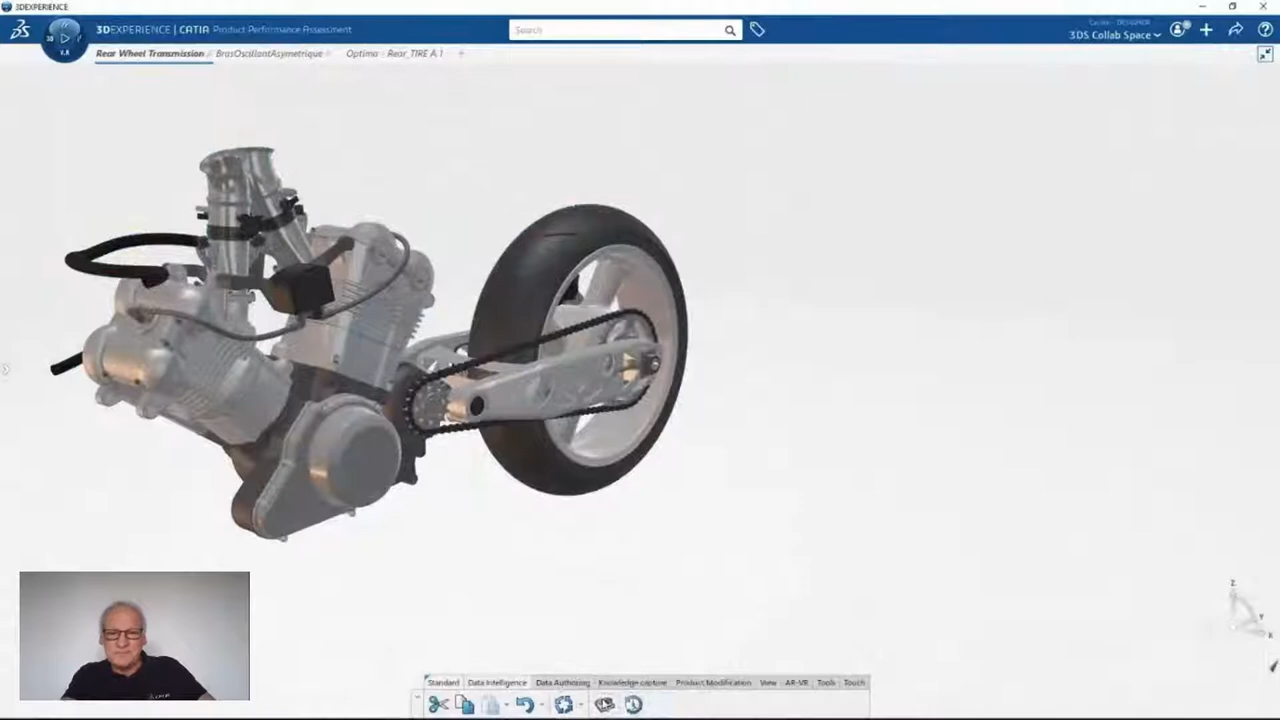 3DEXPERIENCE
3DEXPERIENCE | CATIA Product Performance Assessment
Search
3DS Collab Space
V.R
Rear Wheel Transmission
BrasOscillantAsymetrique
Optima - Rear_TIRE A.1
+
Z
Y
X
Standard Data Intelligence Data Authoring Knowledge capture Product Modification View AR-VR Tools Touch